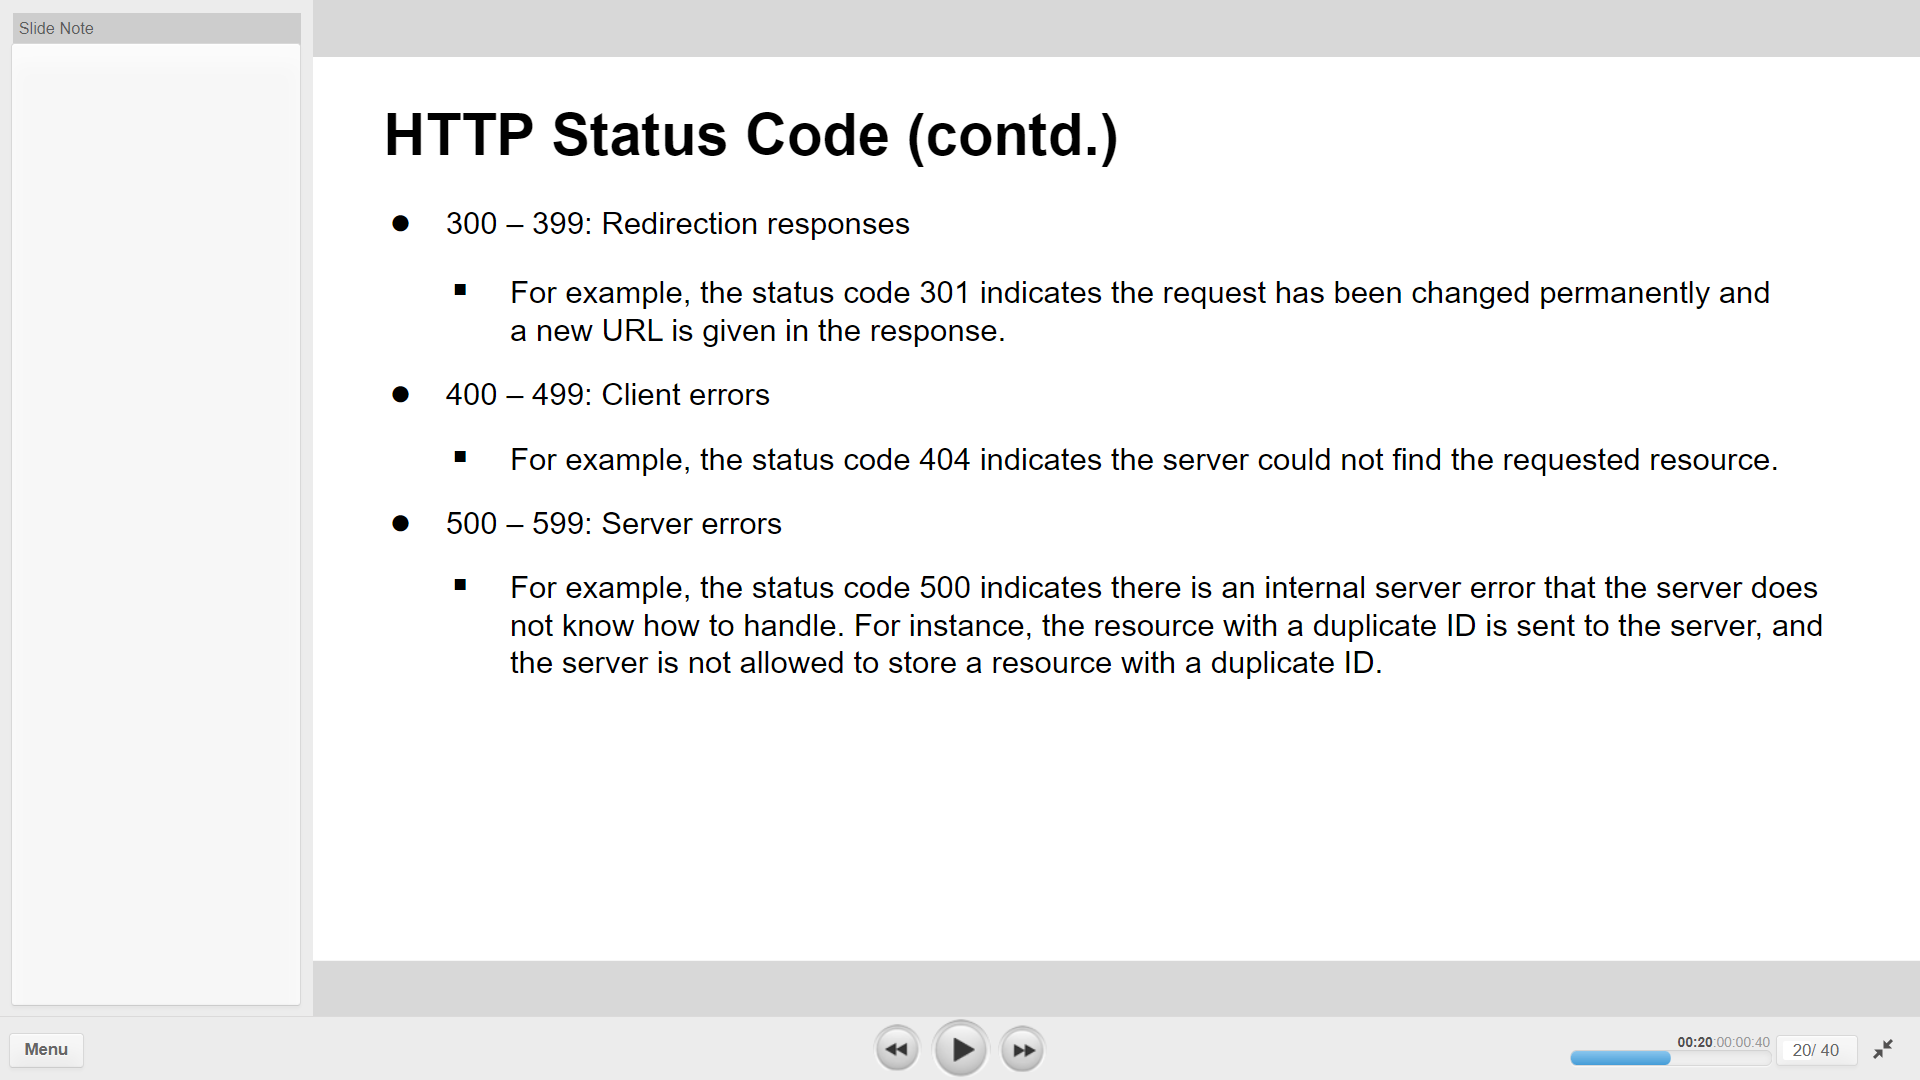 Slide Note
HTTP Status Code (contd.)
● 300 – 399: Redirection responses
▪ For example, the status code 301 indicates the request has been changed permanently and
a new URL is given in the response.
● 400 – 499: Client errors
▪ For example, the status code 404 indicates the server could not find the requested resource.
● 500 – 599: Server errors
▪ For example, the status code 500 indicates there is an internal server error that the server does
not know how to handle. For instance, the resource with a duplicate ID is sent to the server, and
the server is not allowed to store a resource with a duplicate ID.
Menu
00:20:00:00:40
20/ 40